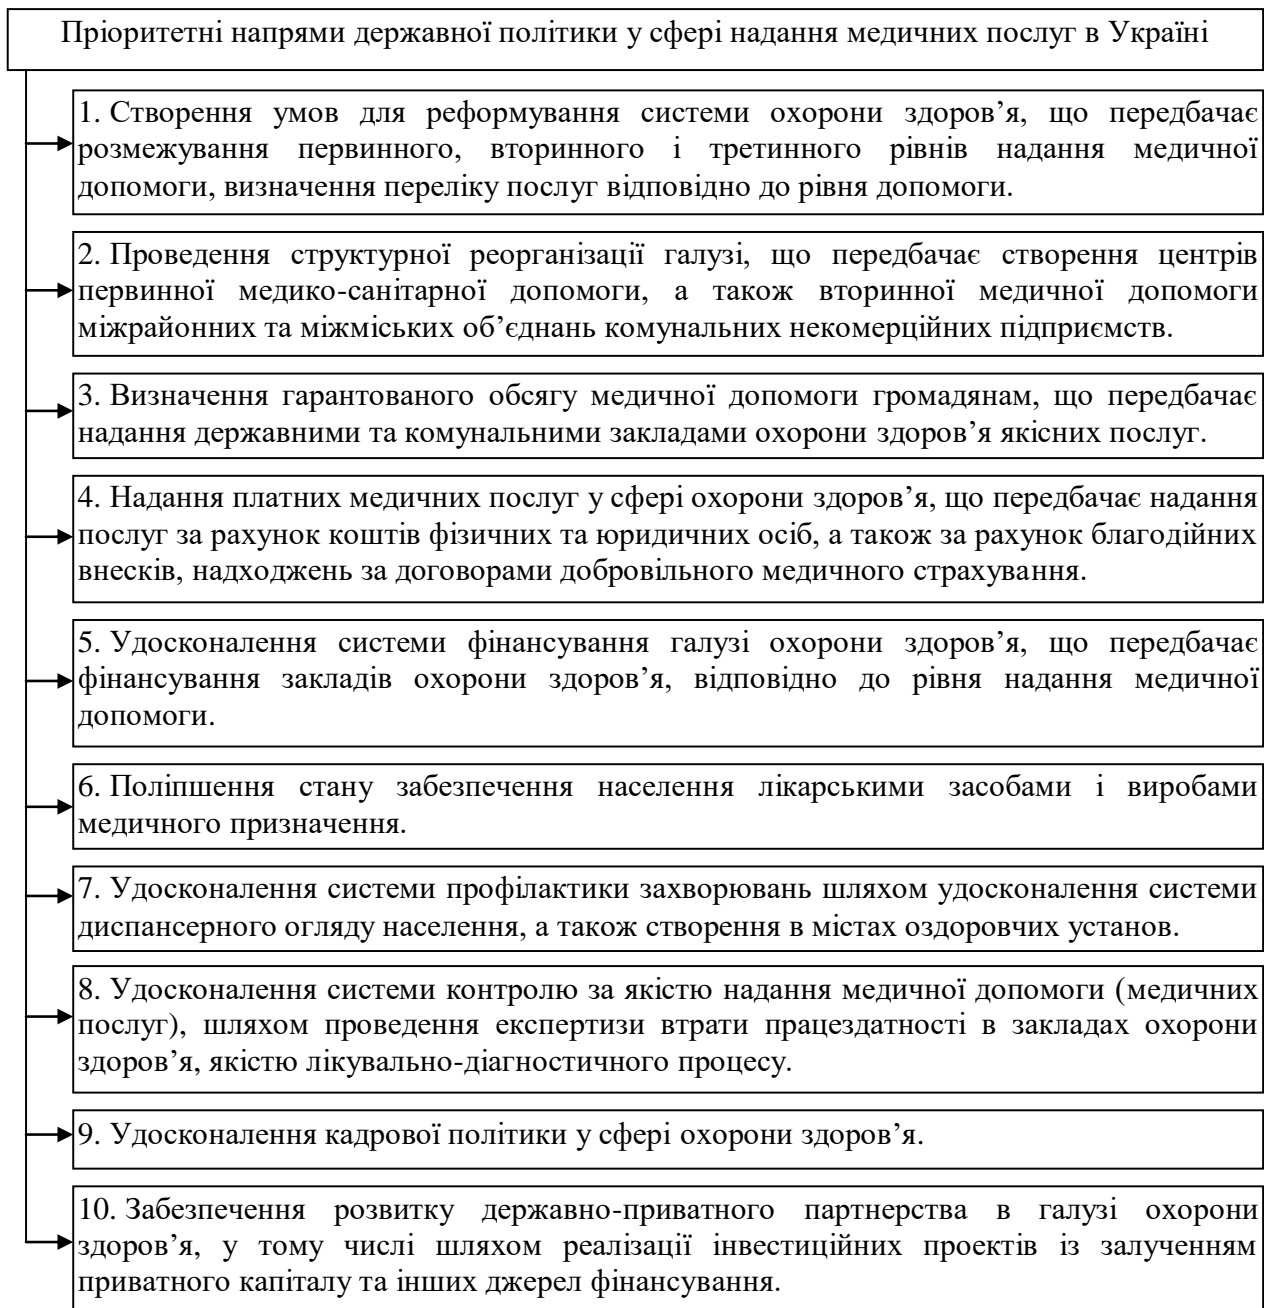 Пріоритетні напрями державної політики у сфері надання медичних послуг в Україні
1. Створення умов для реформування системи охорони здоров’я, що передбачає
розмежування первинного, вторинного і третинного рівнів надання медичної
допомоги, визначення переліку послуг відповідно до рівня допомоги.
2. Проведення структурної реорганізації галузі, що передбачає створення центрів
первинної медико-санітарної допомоги, а також вторинної медичної допомоги
міжрайонних та міжміських об’єднань комунальних некомерційних підприємств.
3. Визначення гарантованого обсягу медичної допомоги громадянам, що передбачає
надання державними та комунальними закладами охорони здоров’я якісних послуг.
4. Надання платних медичних послуг у сфері охорони здоров’я, що передбачає надання
послуг за рахунок коштів фізичних та юридичних осіб, а також за рахунок благодійних
внесків, надходжень за договорами добровільного медичного страхування.
5. Удосконалення системи фінансування галузі охорони здоров’я, що передбачає
фінансування закладів охорони здоров’я, відповідно до рівня надання медичної
допомоги.
6. Поліпшення стану забезпечення населення лікарськими засобами і виробами
медичного призначення.
7. Удосконалення системи профілактики захворювань шляхом удосконалення системи
диспансерного огляду населення, а також створення в містах оздоровчих установ.
8. Удосконалення системи контролю за якістю надання медичної допомоги (медичних
послуг), шляхом проведення експертизи втрати працездатності в закладах охорони
здоров’я, якістю лікувально-діагностичного процесу.
9. Удосконалення кадрової політики у сфері охорони здоров’я.
10. Забезпечення розвитку державно-приватного партнерства в галузі охорони
здоров’я, у тому числі шляхом реалізації інвестиційних проектів із залученням
приватного капіталу та інших джерел фінансування.